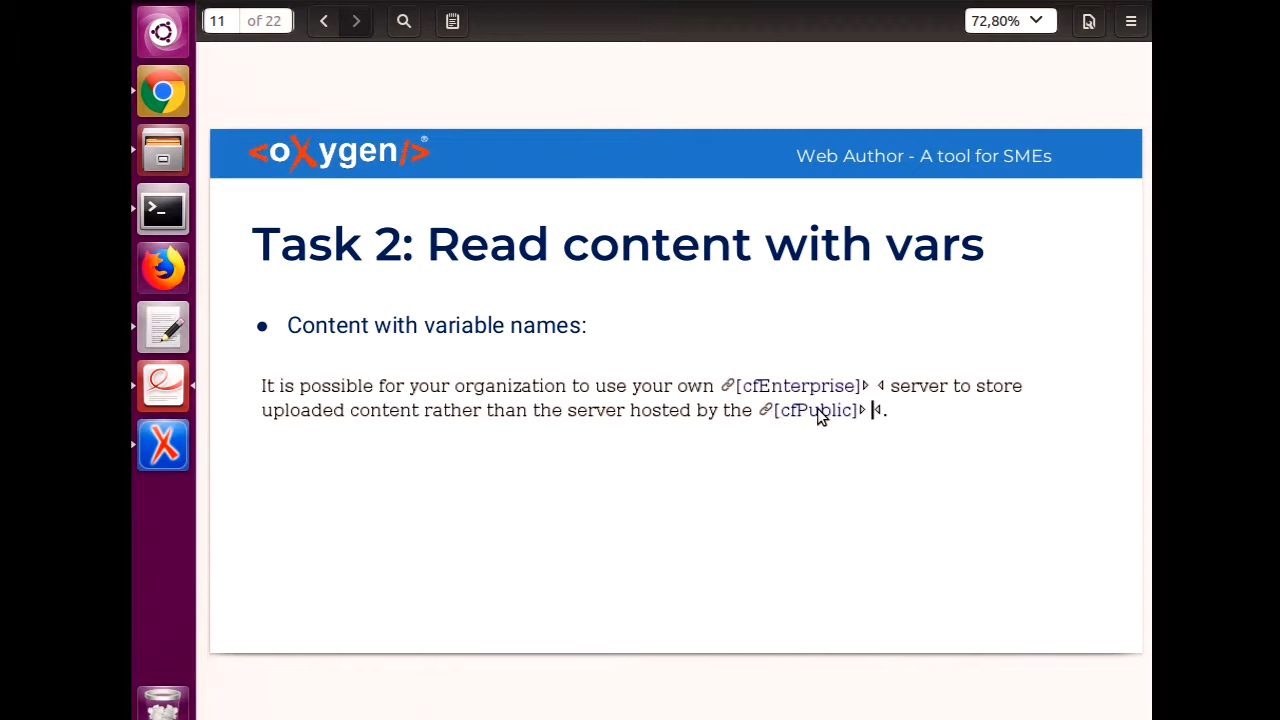 11 of 22
72,80%
<oXygen/>®
Web Author - A tool for SMEs
Task 2: Read content with vars
● Content with variable names:
It is possible for your organization to use your own [cfEnterprise] server to store
uploaded content rather than the server hosted by the [cfPublic] .